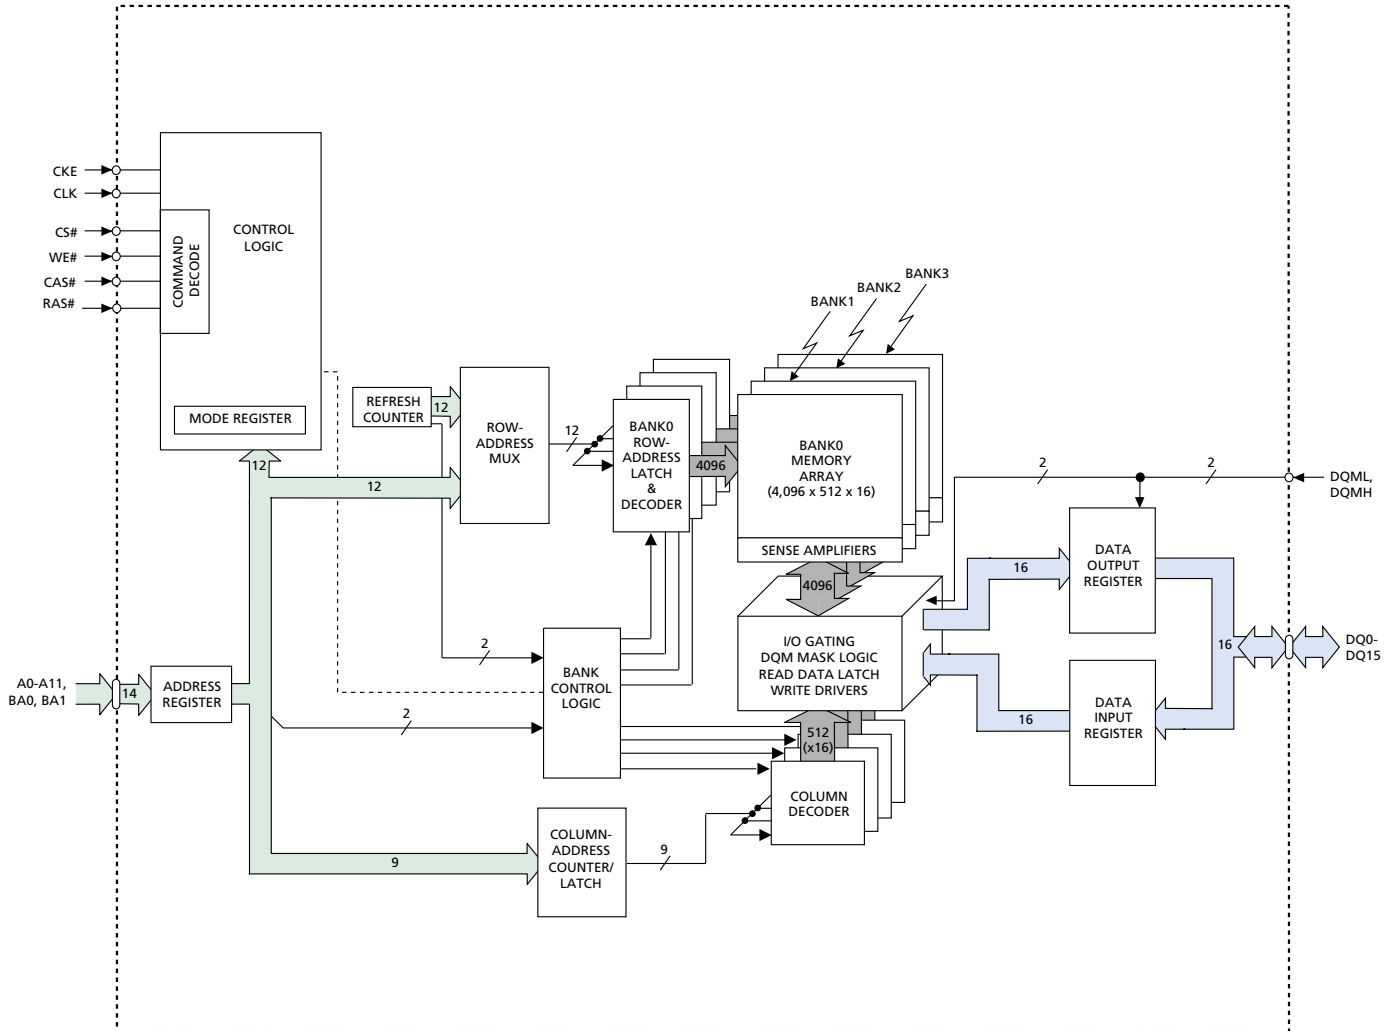 CKE
CLK
CS#
WE#
CAS#
RAS#
COMMAND
DECODE
CONTROL
LOGIC
MODE REGISTER
12
REFRESH
COUNTER
12
ROW-
ADDRESS
MUX
12
12
BANK0
ROW-
ADDRESS
LATCH
&
DECODER
4096
BANK1
BANK2
BANK3
BANK0
MEMORY
ARRAY
(4,096 x 512 x 16)
SENSE AMPLIFIERS
4096
I/O GATING
DQM MASK LOGIC
READ DATA LATCH
WRITE DRIVERS
2
2
DQML,
DQMH
DATA
OUTPUT
REGISTER
16
16
DQ0-
DQ15
DATA
INPUT
REGISTER
16
A0-A11,
BA0, BA1
14
ADDRESS
REGISTER
2
2
BANK
CONTROL
LOGIC
512
(x16)
COLUMN
DECODER
9
COLUMN-
ADDRESS
COUNTER/
LATCH
9